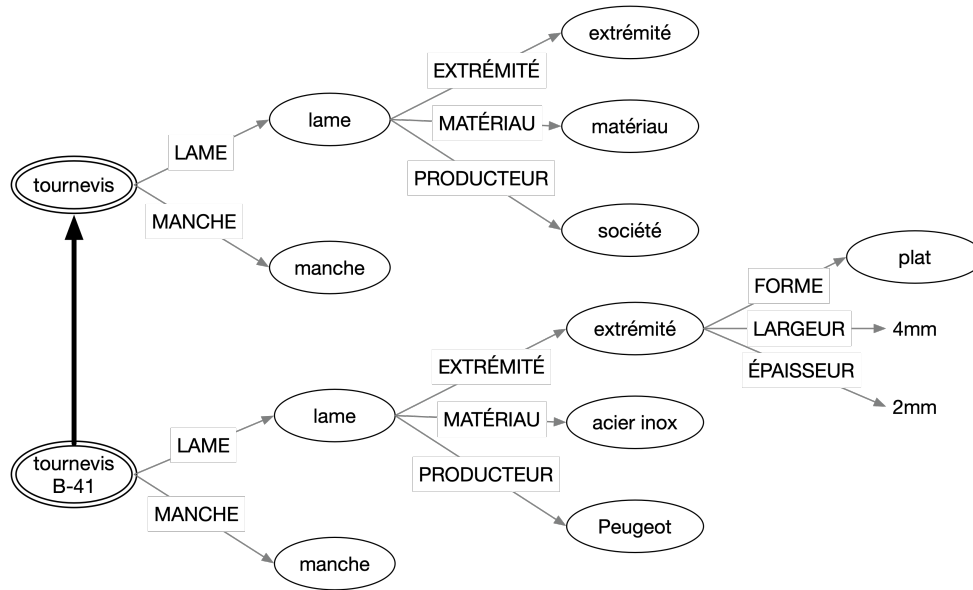 extrémité
EXTRÉMITÉ
lame
MATÉRIAU
matériau
LAME
PRODUCTEUR
tournevis
MANCHE
société
manche
plat
FORME
extrémité
LARGEUR
4mm
EXTRÉMITÉ
ÉPAISSEUR
2mm
lame
MATÉRIAU
acier inox
LAME
PRODUCTEUR
tournevis
B-41
MANCHE
Peugeot
manche